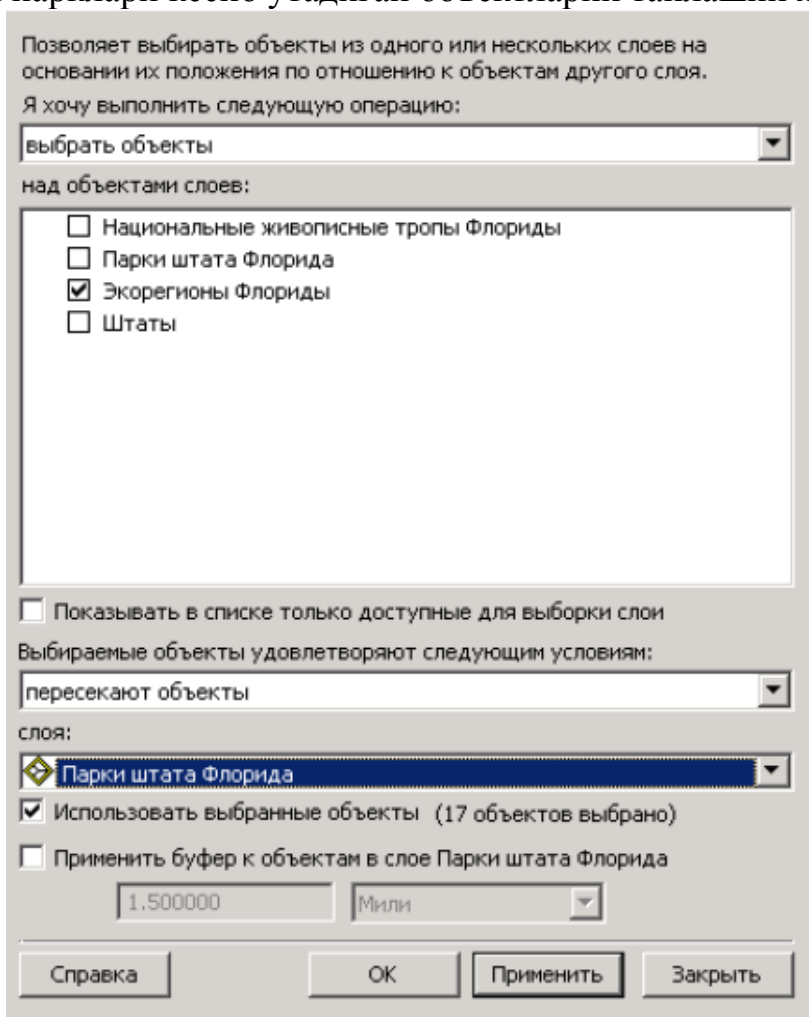 Позволяет выбирать объекты из одного или нескольких слоев на
основании их положения по отношению к объектам другого слоя.
Я хочу выполнить следующую операцию:
выбрать объекты
над объектами слоев:
Национальные живописные тропы Флориды
Парки штата Флорида
Экорегионы Флориды
Штаты
Показывать в списке только доступные для выборки слои
Выбираемые объекты удовлетворяют следующим условиям:
пересекают объекты
слоя:
Парки штата Флорида
Использовать выбранные объекты (17 объектов выбрано)
Применить буфер к объектам в слое Парки штата Флорида
1.500000 Мили
Справка OK Применить Закрыть